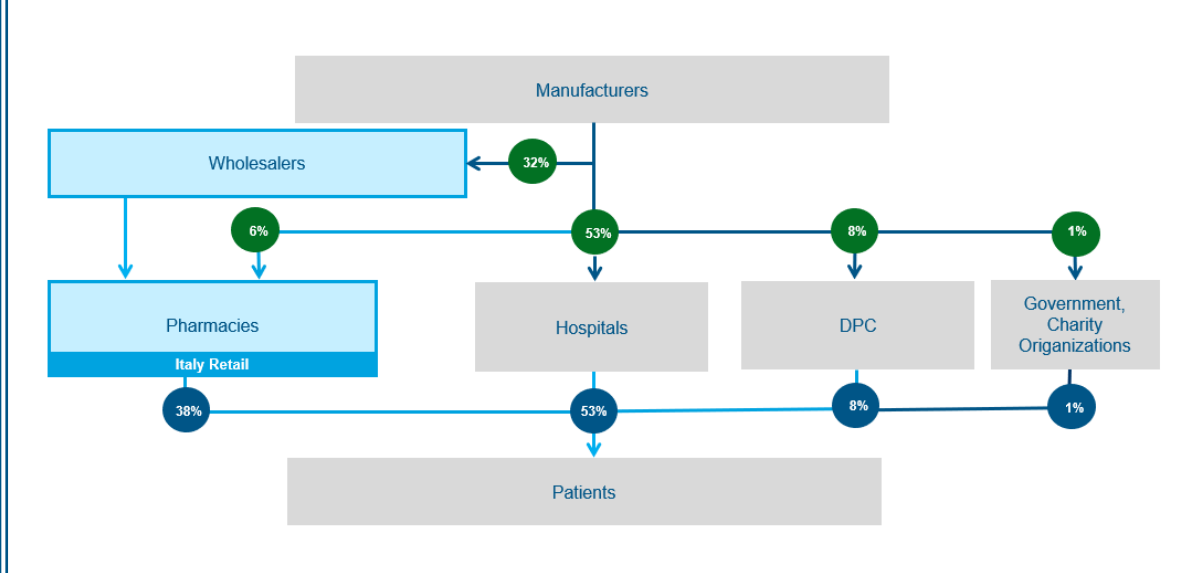 Manufacturers
Wholesalers
32%
6%
53%
8%
1%
Pharmacies
Italy Retail
Hospitals
DPC
Government,
Charity
Origanizations
38%
53%
8%
1%
Patients